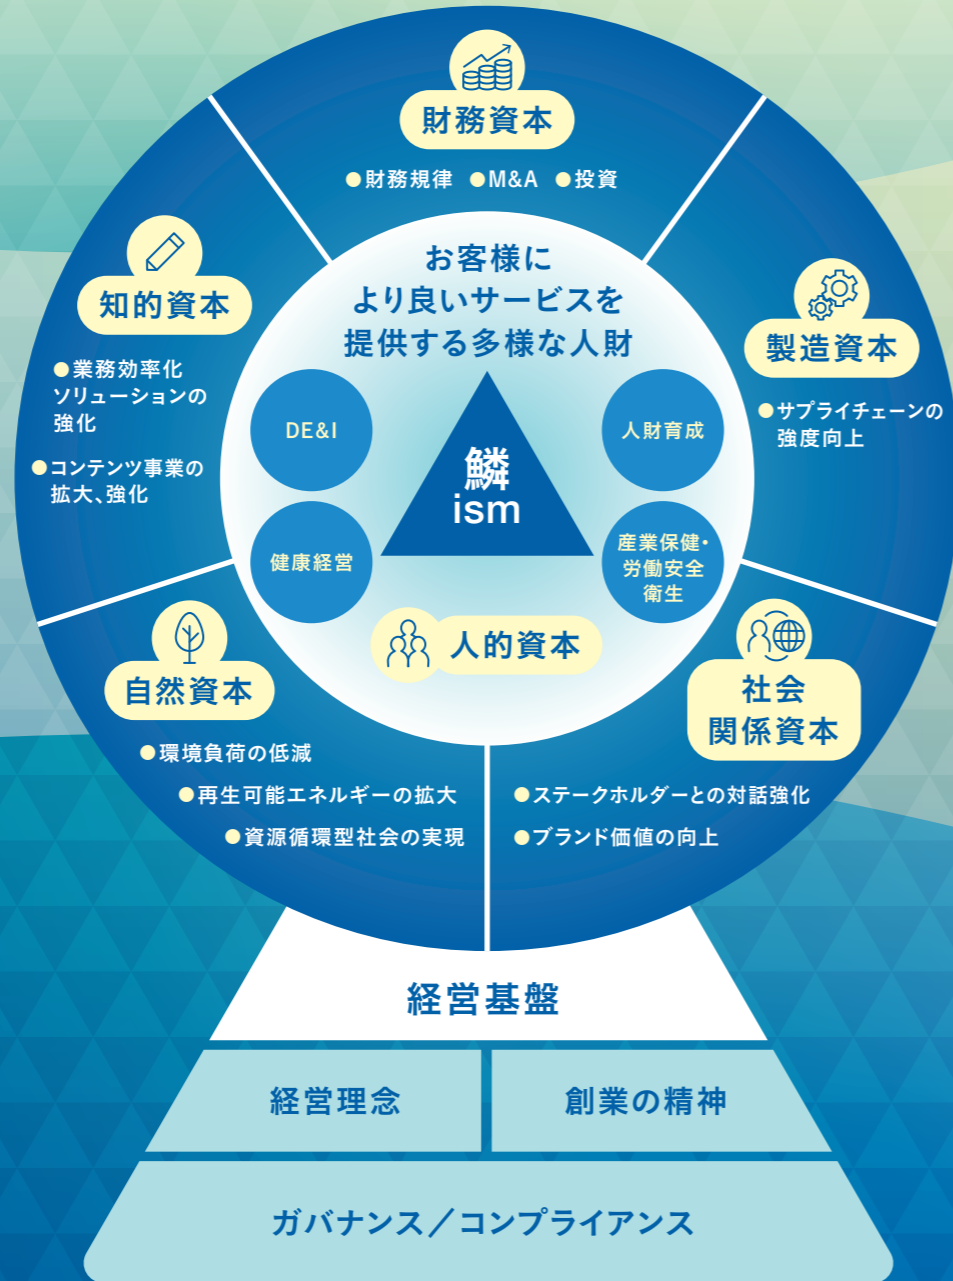 財務資本
●財務規律 ●M&A ●投資
知的資本
●業務効率化
ソリューションの
強化
●コンテンツ事業の
拡大、強化
製造資本
●サプライチェーンの
強度向上
お客様に
より良いサービスを
提供する多様な人財
DE&I
人財育成
鱗
ism
健康経営
産業保健・
労働安全
衛生
人的資本
自然資本
●環境負荷の低減
●再生可能エネルギーの拡大
●資源循環型社会の実現
社会
関係資本
●ステークホルダーとの対話強化
●ブランド価値の向上
経営基盤
経営理念
創業の精神
ガバナンス／コンプライアンス